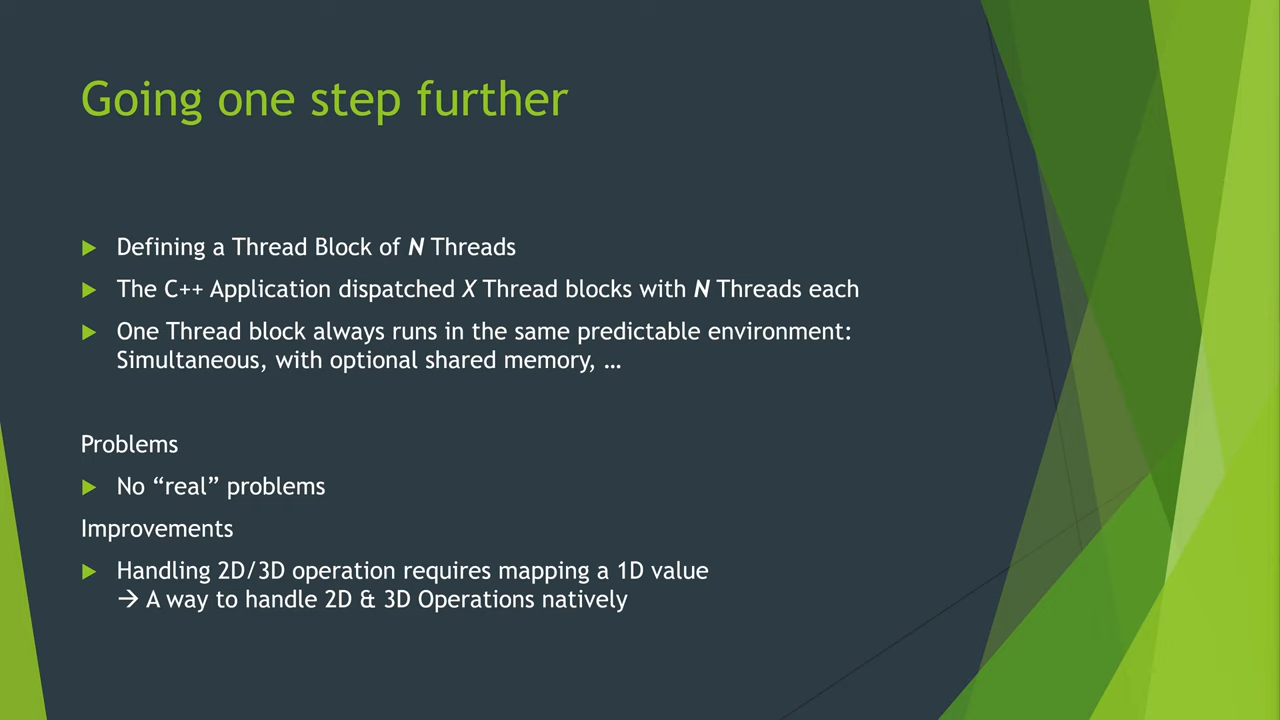 Going one step further
Defining a Thread Block of N Threads
The C++ Application dispatched X Thread blocks with N Threads each
One Thread block always runs in the same predictable environment:
Simultaneous, with optional shared memory, …
Problems
No “real” problems
Improvements
Handling 2D/3D operation requires mapping a 1D value
→ A way to handle 2D & 3D Operations natively